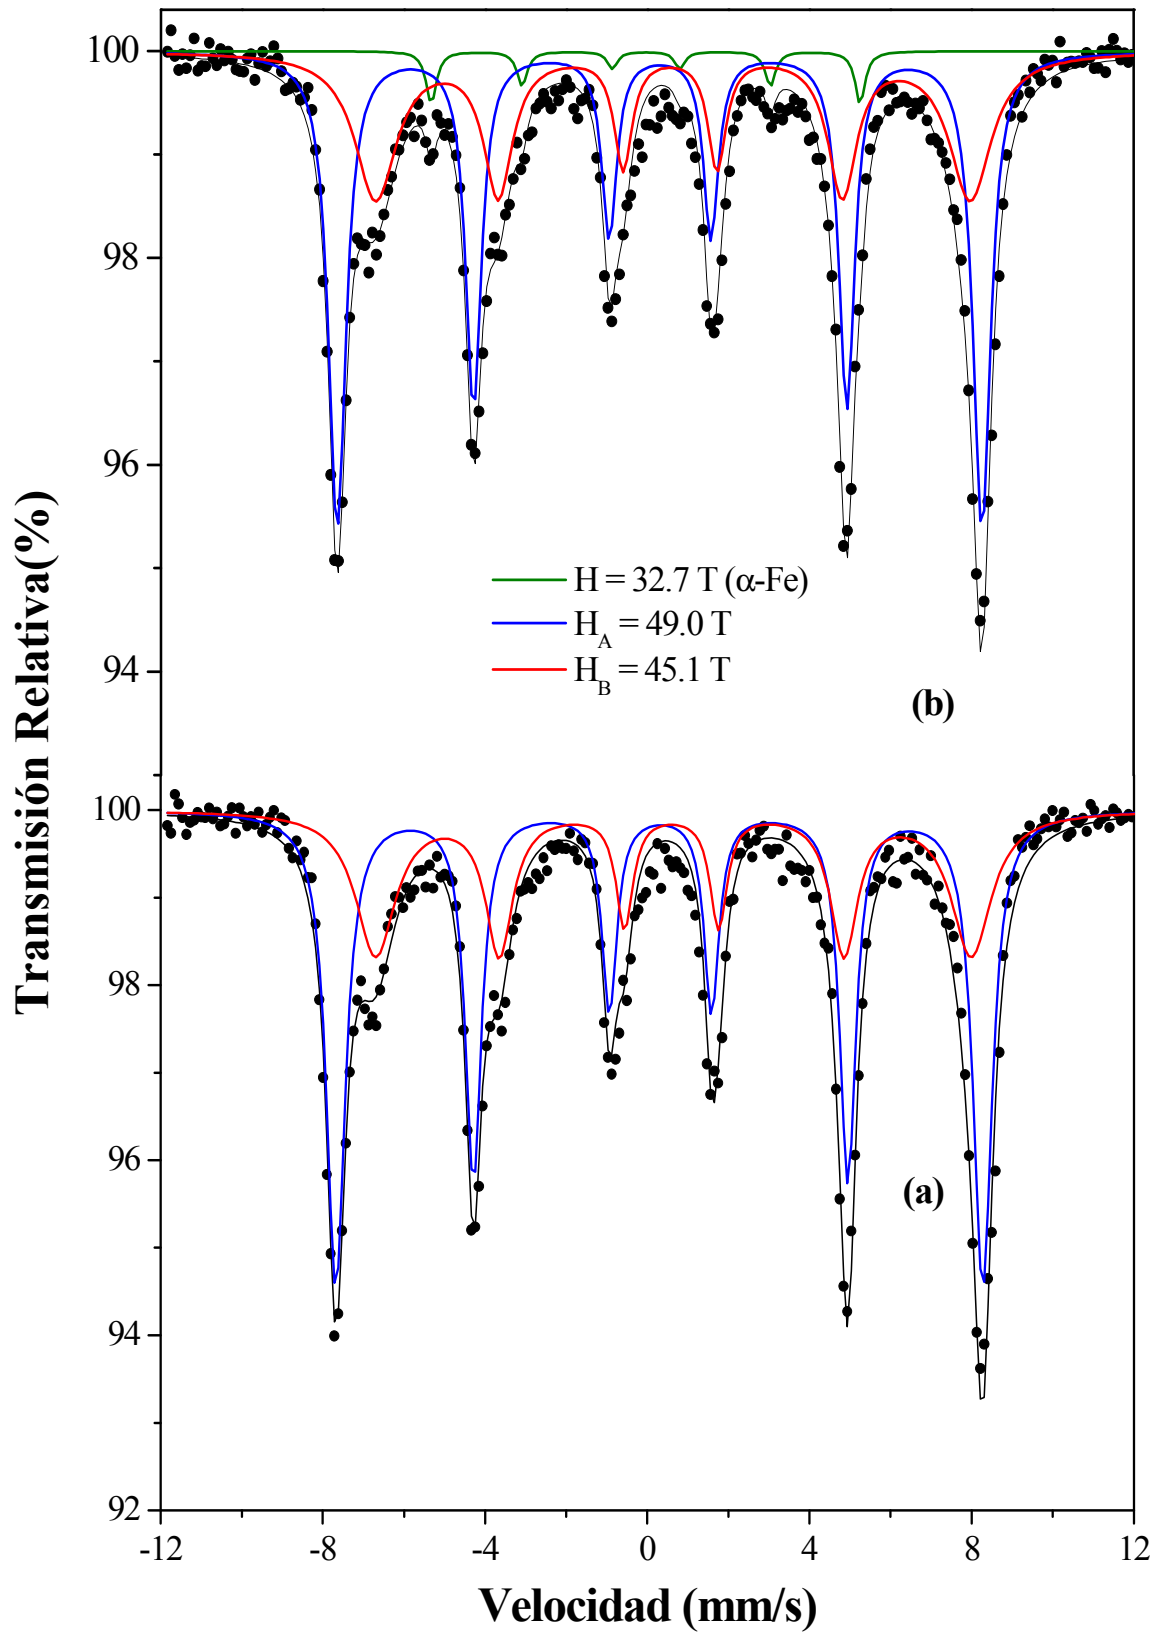 100
98
96
94
H = 32.7 T (α-Fe)
H_A = 49.0 T
H_B = 45.1 T
(b)
Transmisión Relativa(%)
100
98
96
94
92
(a)
-12 -8 -4 0 4 8 12
Velocidad (mm/s)